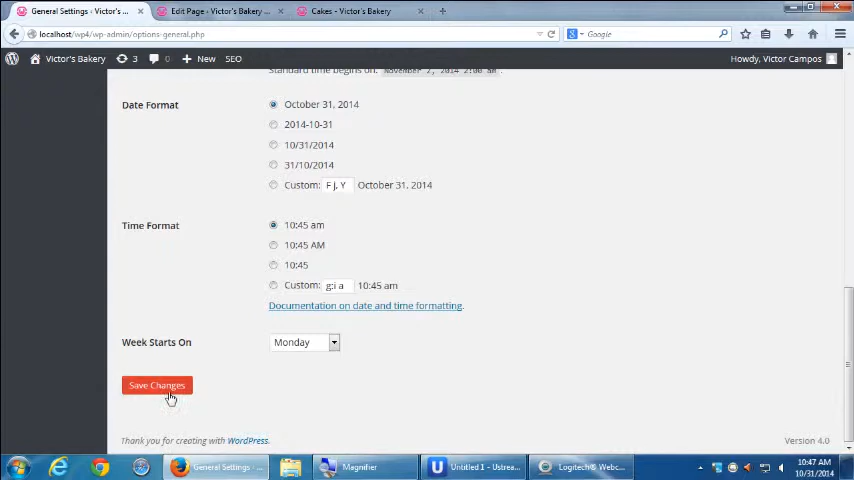 General Settings ‹ Victor's ...
Edit Page ‹ Victor's Bakery ...
Cakes - Victor's Bakery
localhost/wp4/wp-admin/options-general.php
Google
Victor's Bakery
3
0
New
SEO
Howdy, Victor Campos
Standard time begins on: November 2, 2014 2:00 am .
Date Format
October 31, 2014
2014-10-31
10/31/2014
31/10/2014
Custom: F j, Y October 31, 2014
Time Format
10:45 am
10:45 AM
10:45
Custom: g:i a 10:45 am
Documentation on date and time formatting.
Week Starts On
Monday
Save Changes
Thank you for creating with WordPress.
Version 4.0
General Settings ‹ ...
Magnifier
Untitled 1 - Ustrea...
Logitech® Webc...
10:47 AM
10/31/2014